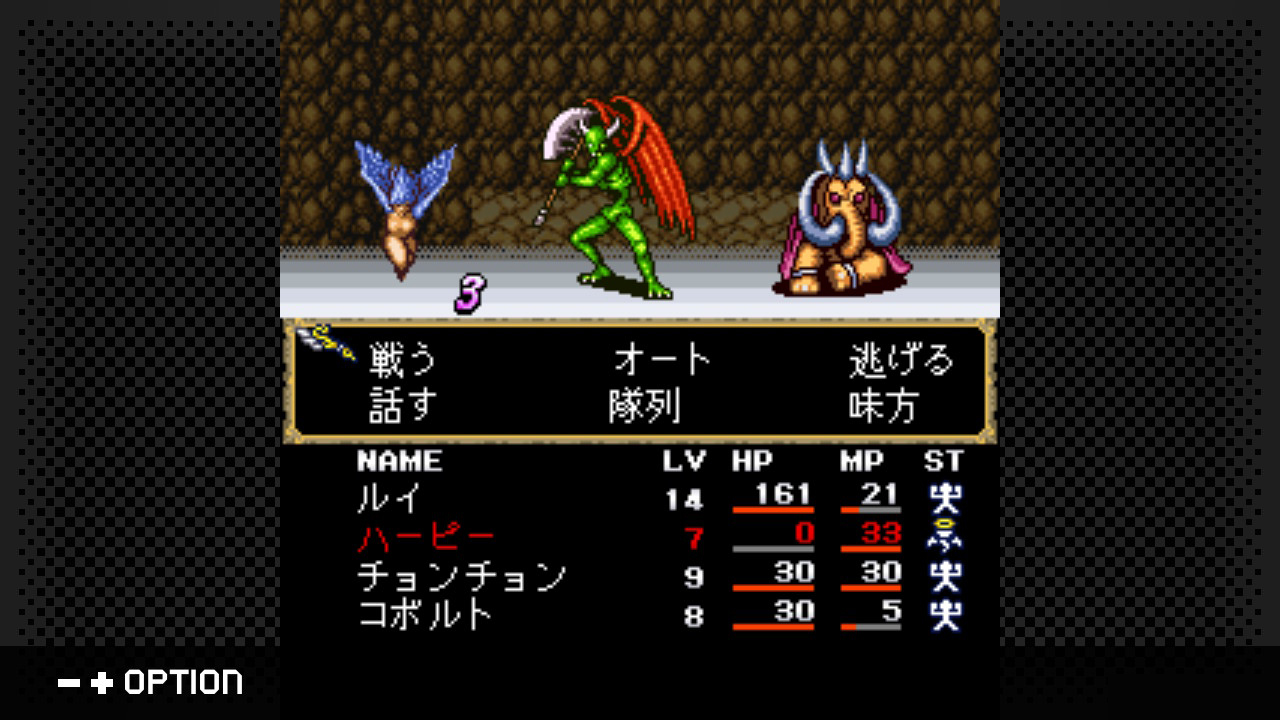 3
戦う オート 逃げる
話す 隊列 味方
NAME LV HP MP ST
ルイ 14 161 21
ハーピー 7 0 33
チョンチョン 9 30 30
コボルト 8 30 5
- + OPTION